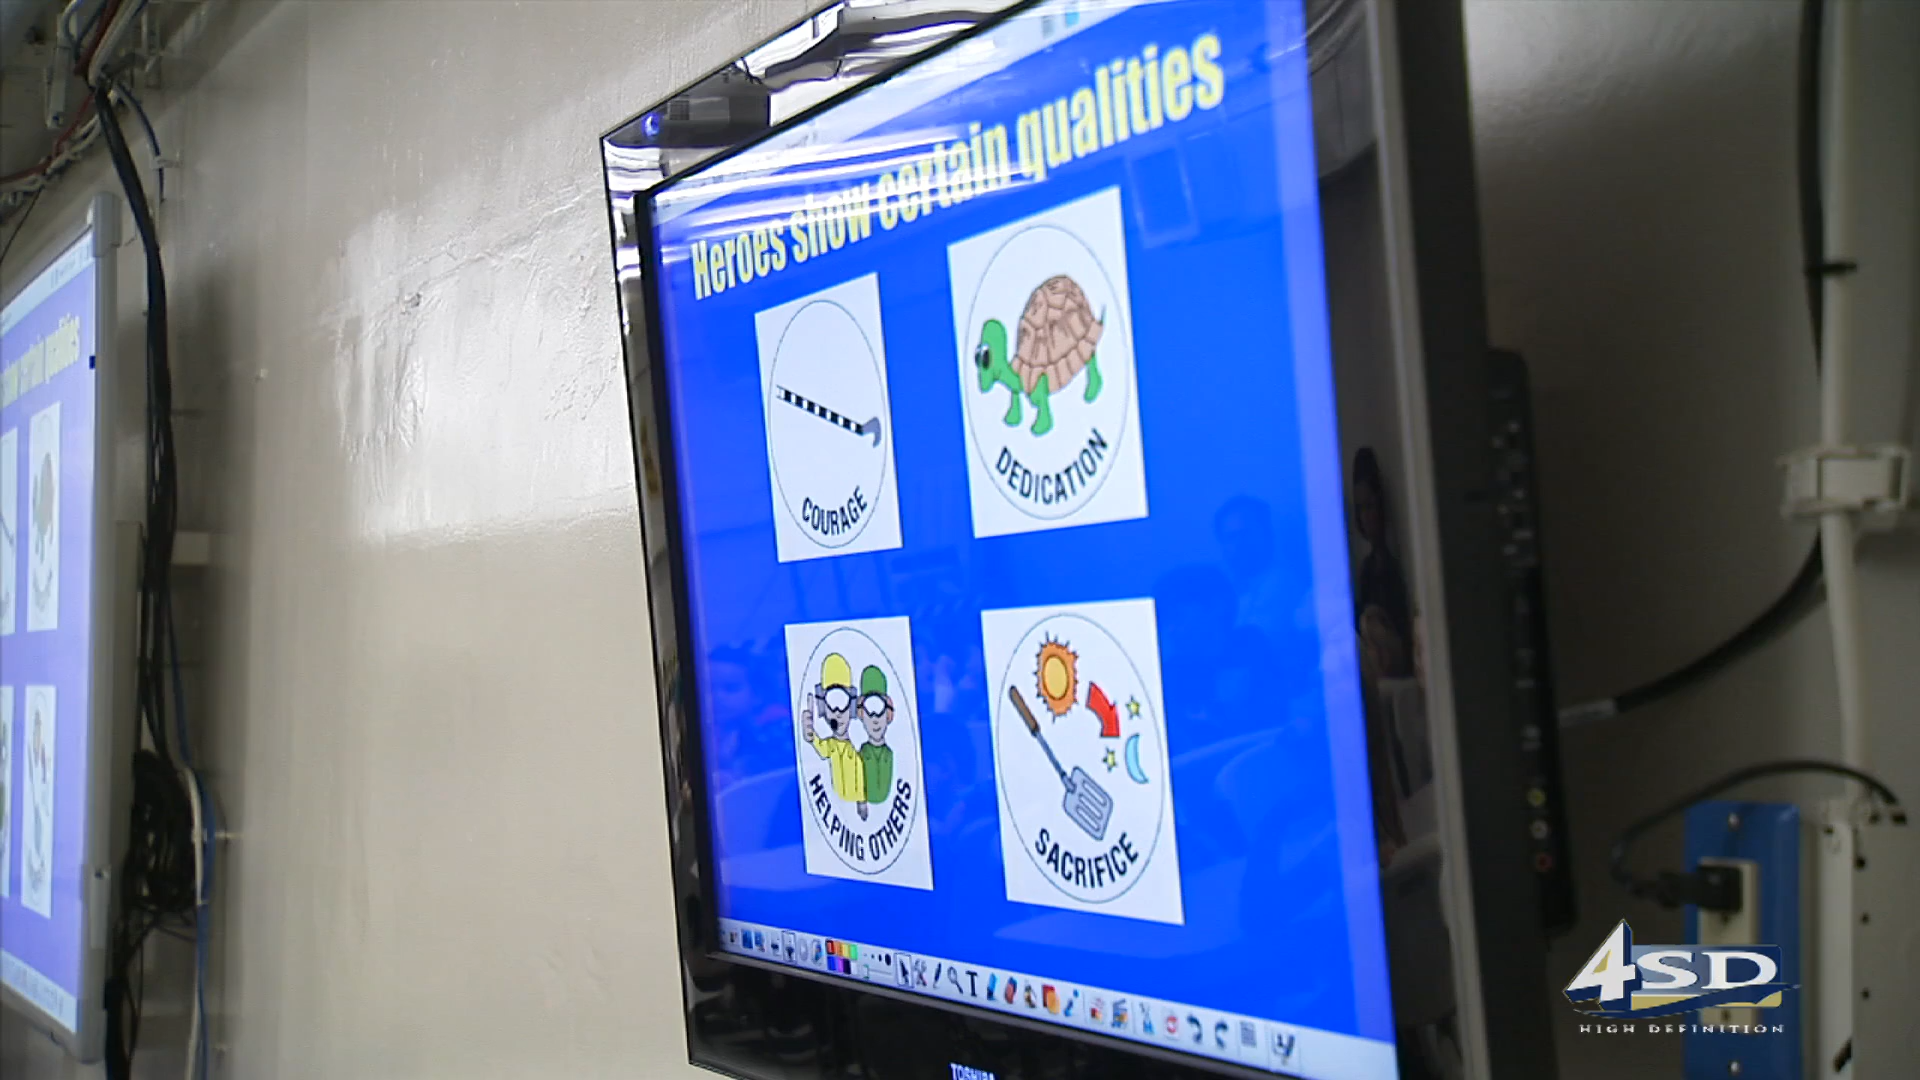 Heroes show certain qualities
COURAGE
DEDICATION
HELPING OTHERS
SACRIFICE
T
TOSHIBA
4SD
HIGH DEFINITION